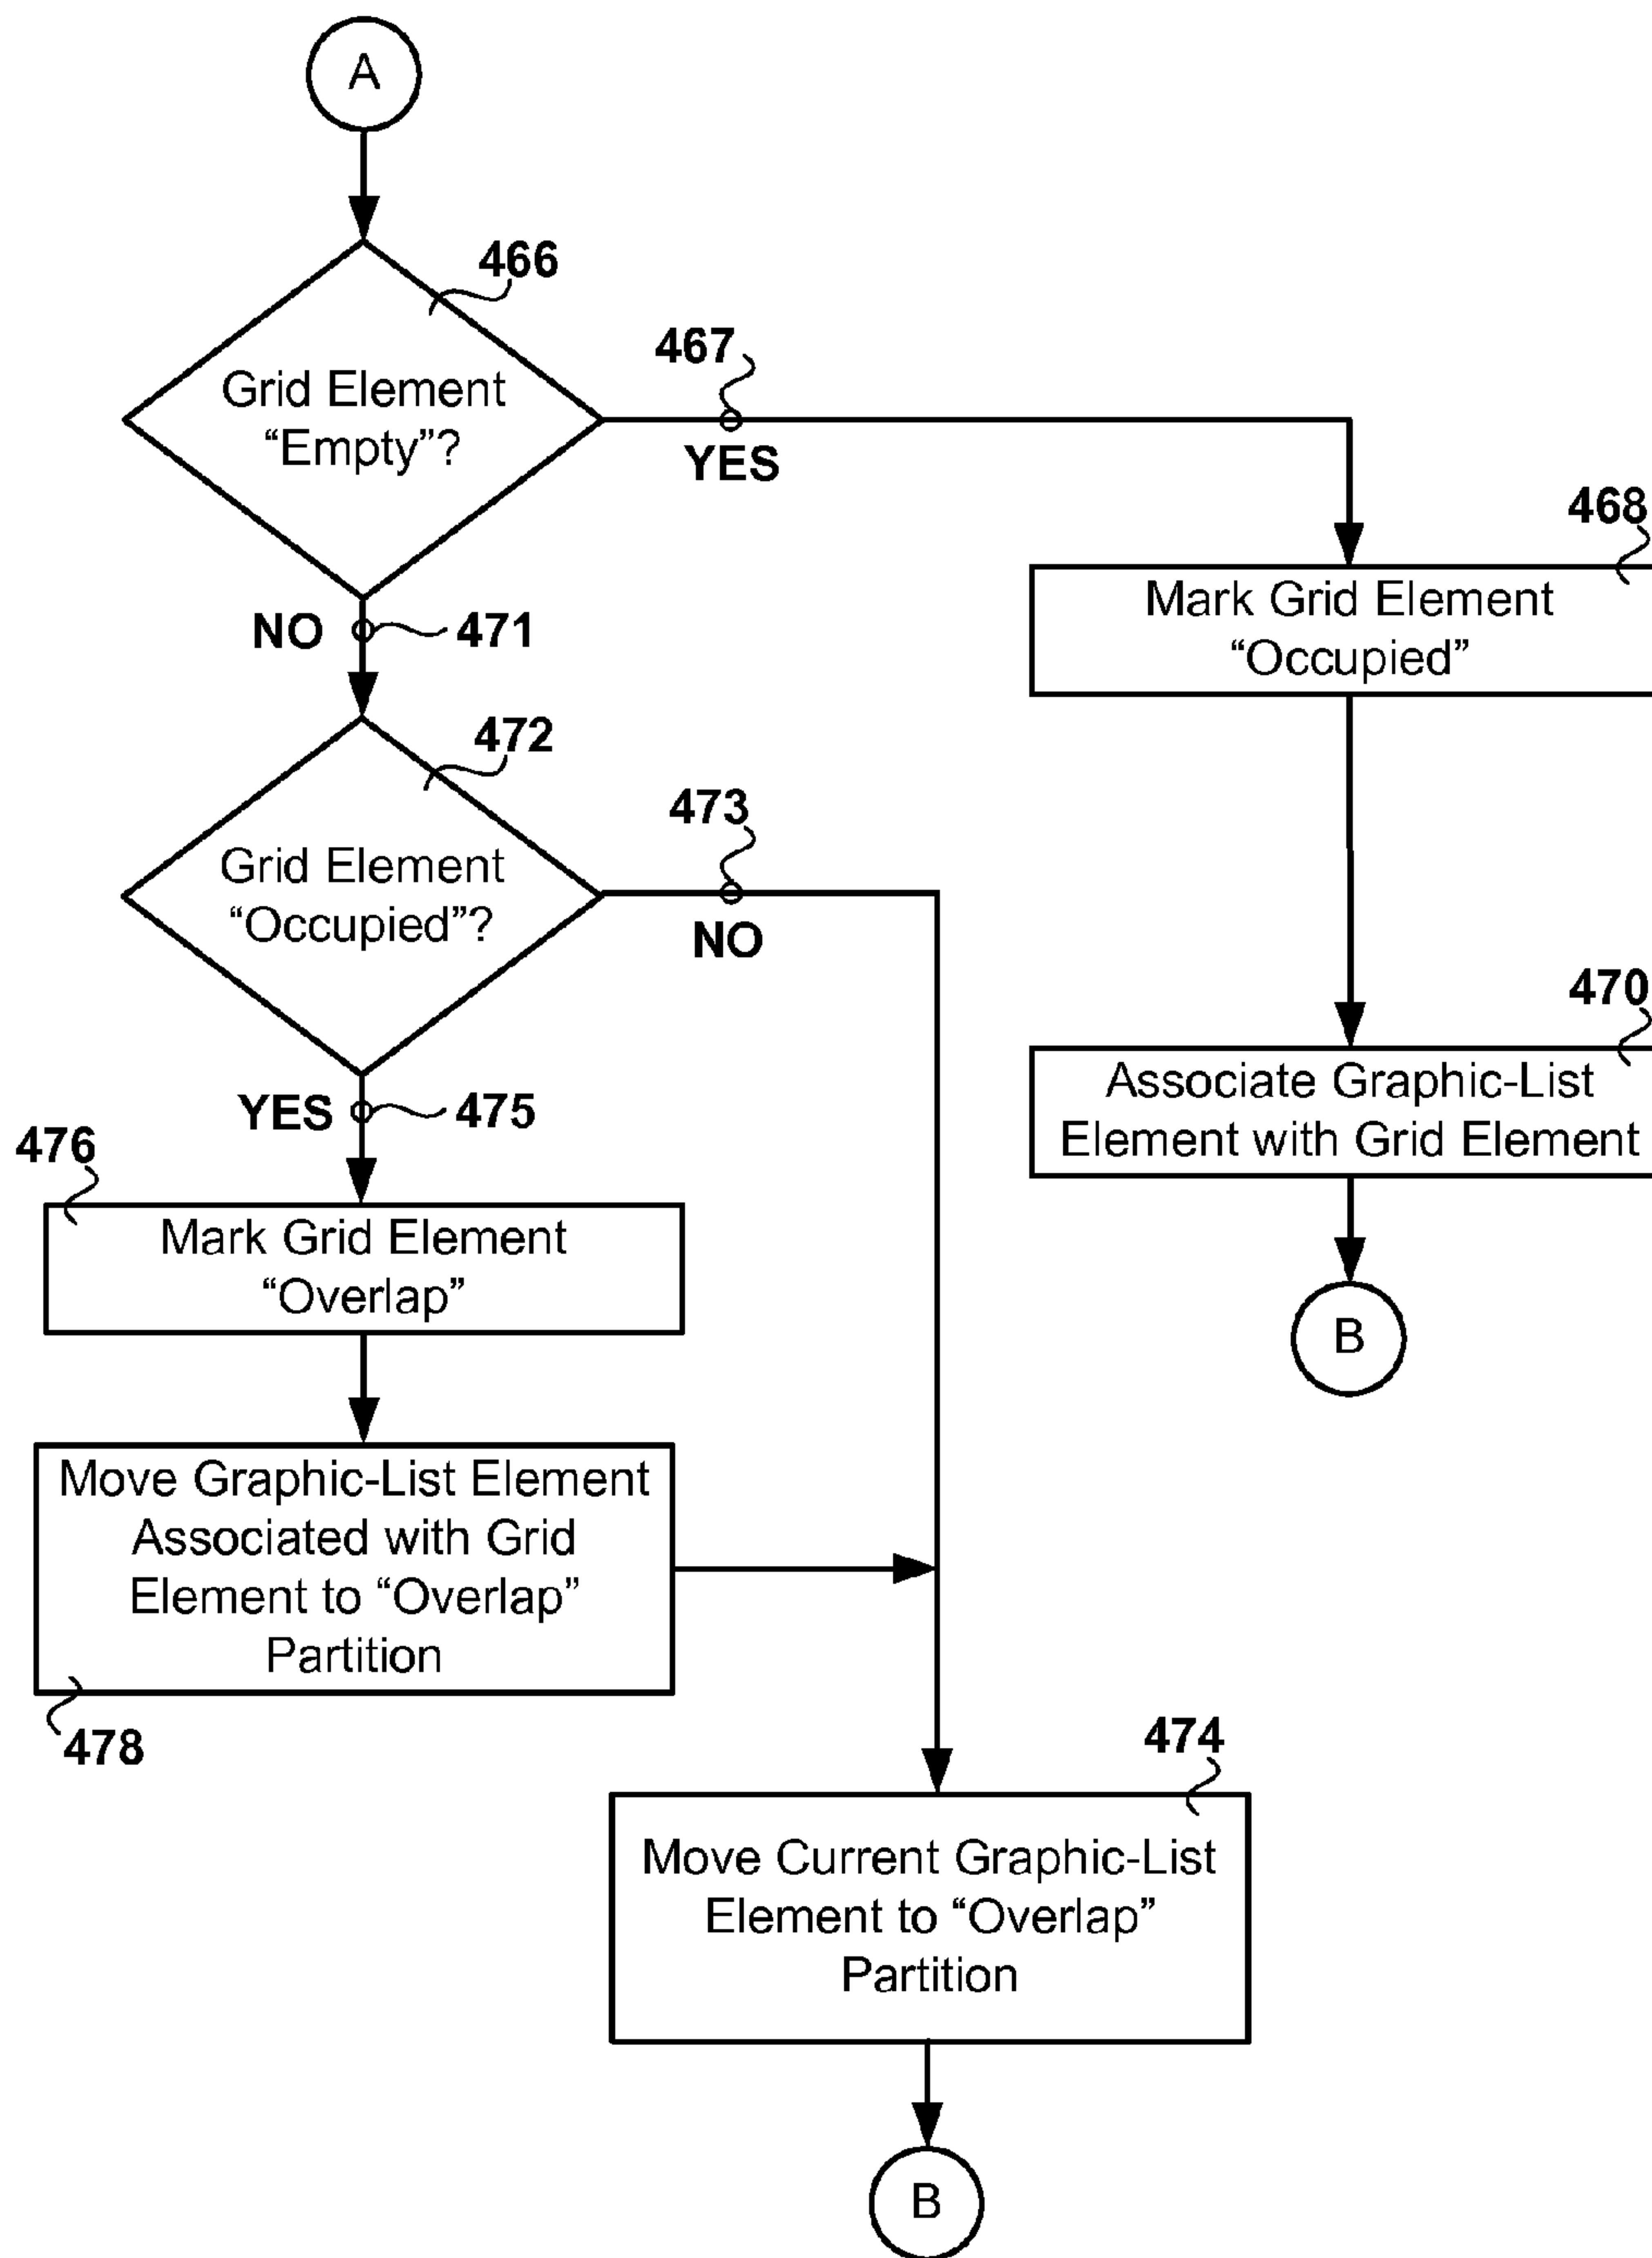 A
466
Grid Element
“Empty”?
467
YES
468
Mark Grid Element
“Occupied”
NO
471
472
Grid Element
“Occupied”?
473
NO
470
Associate Graphic-List
Element with Grid Element
B
YES
475
476
Mark Grid Element
“Overlap”
Move Graphic-List Element
Associated with Grid
Element to “Overlap”
Partition
478
474
Move Current Graphic-List
Element to “Overlap”
Partition
B